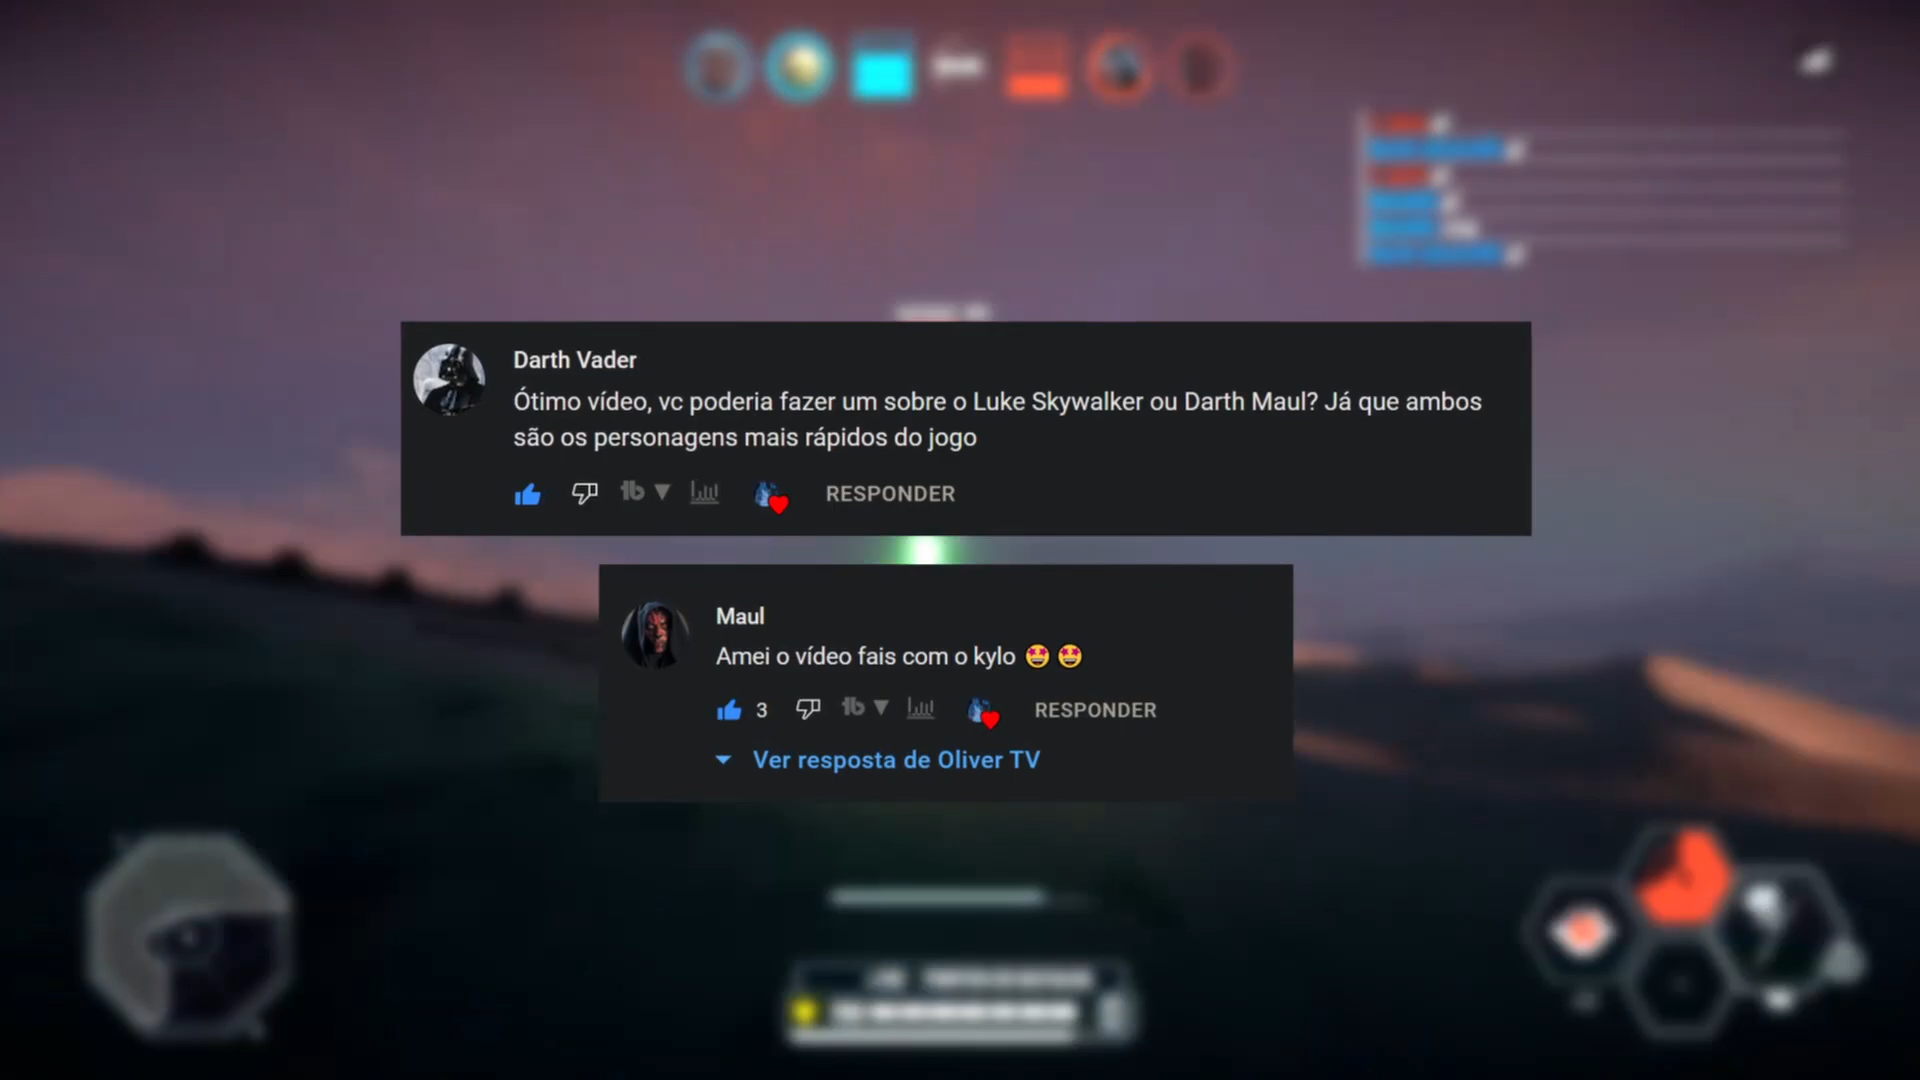 Darth Vader
Ótimo vídeo, vc poderia fazer um sobre o Luke Skywalker ou Darth Maul? Já que ambos
são os personagens mais rápidos do jogo
RESPONDER
Maul
Amei o vídeo fais com o kylo 🤩 🤩
3 RESPONDER
Ver resposta de Oliver TV